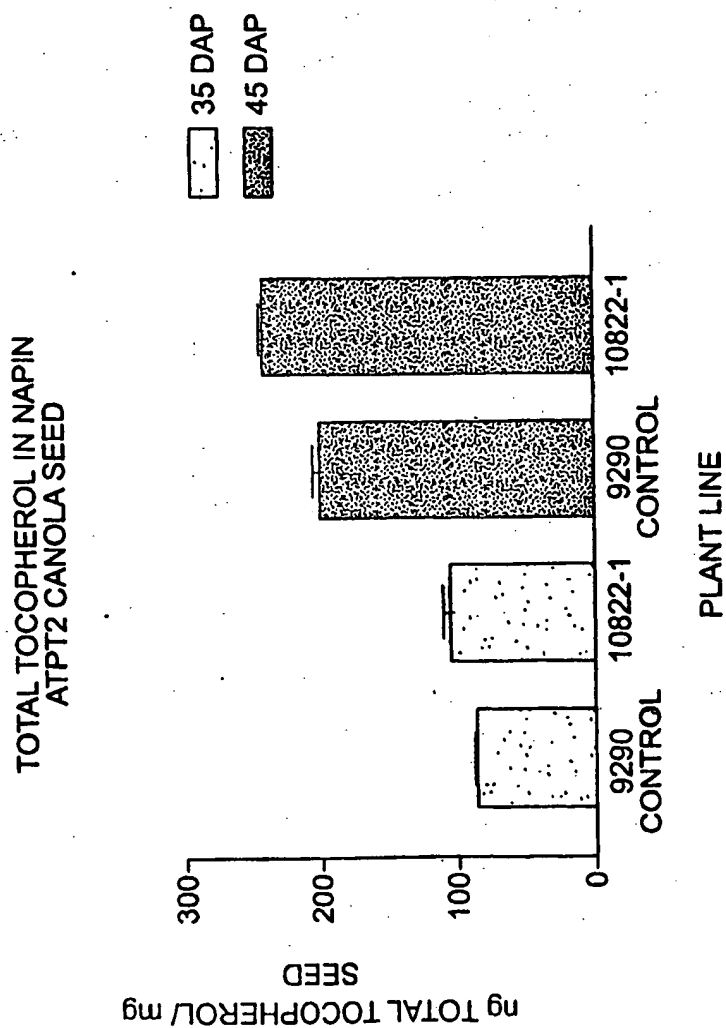 TOTAL TOCOPHEROL IN NAPIN
ATPT2 CANOLA SEED
35 DAP
45 DAP
ng TOTAL TOCOPHEROL/ mg
SEED
300
200
100
0
9290
CONTROL
10822-1
9290
CONTROL
10822-1
PLANT LINE